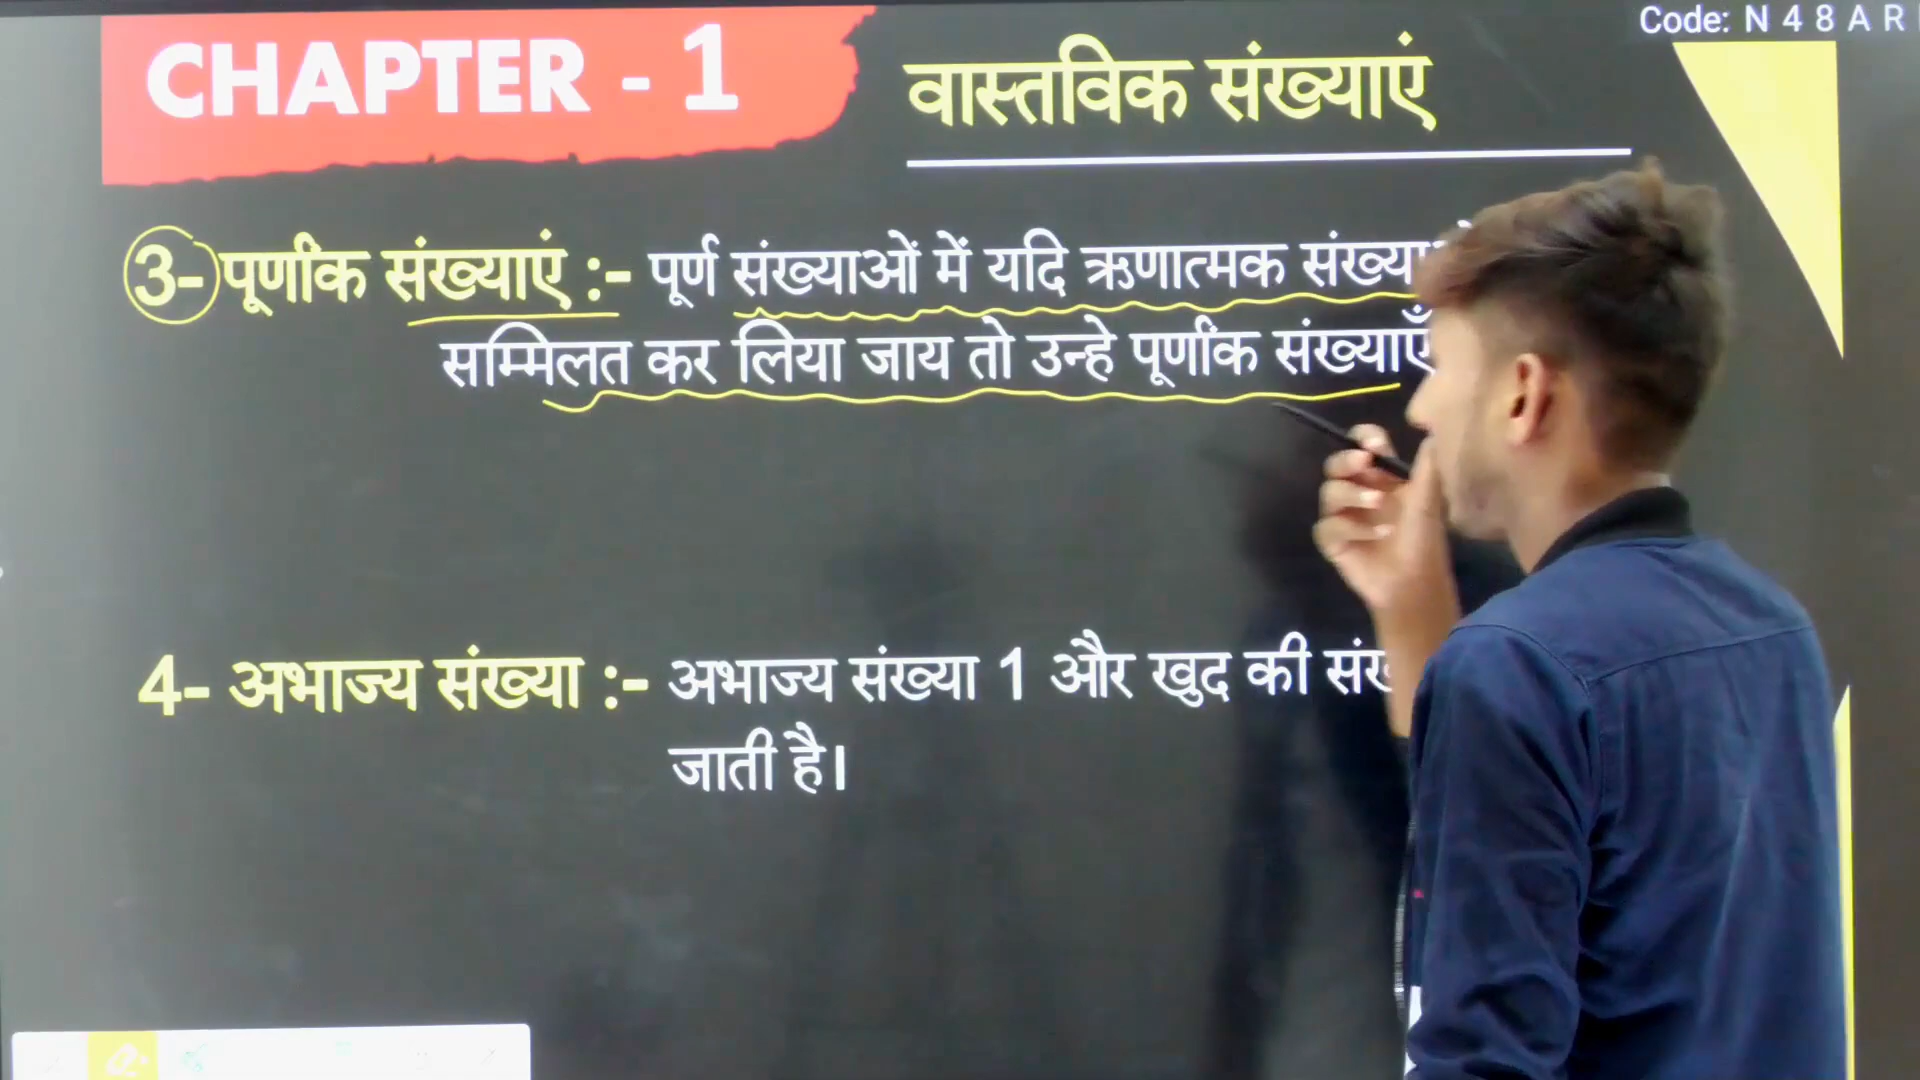 Code: N 4 8 A R
CHAPTER - 1
वास्तविक संख्याएं
3- पूर्णांक संख्याएं :- पूर्ण संख्याओं में यदि ऋणात्मक
सम्मिलत कर लिया जाय तो उन्हे पूर्णांक संख्याएँ
4- अभाज्य संख्या :- अभाज्य संख्या 1 और खुद की
जाती है।